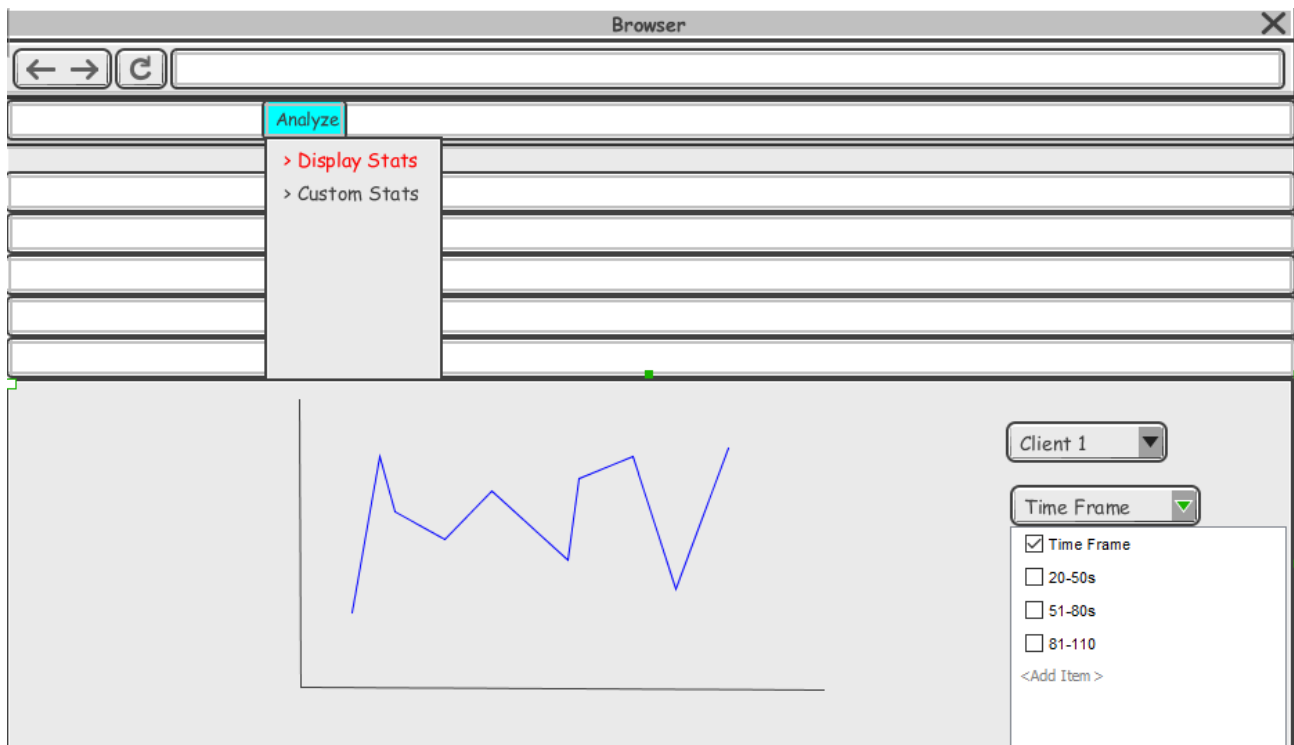 Browser
Analyze
> Display Stats
> Custom Stats
Client 1
Time Frame
Time Frame
20-50s
51-80s
81-110
<Add Item >